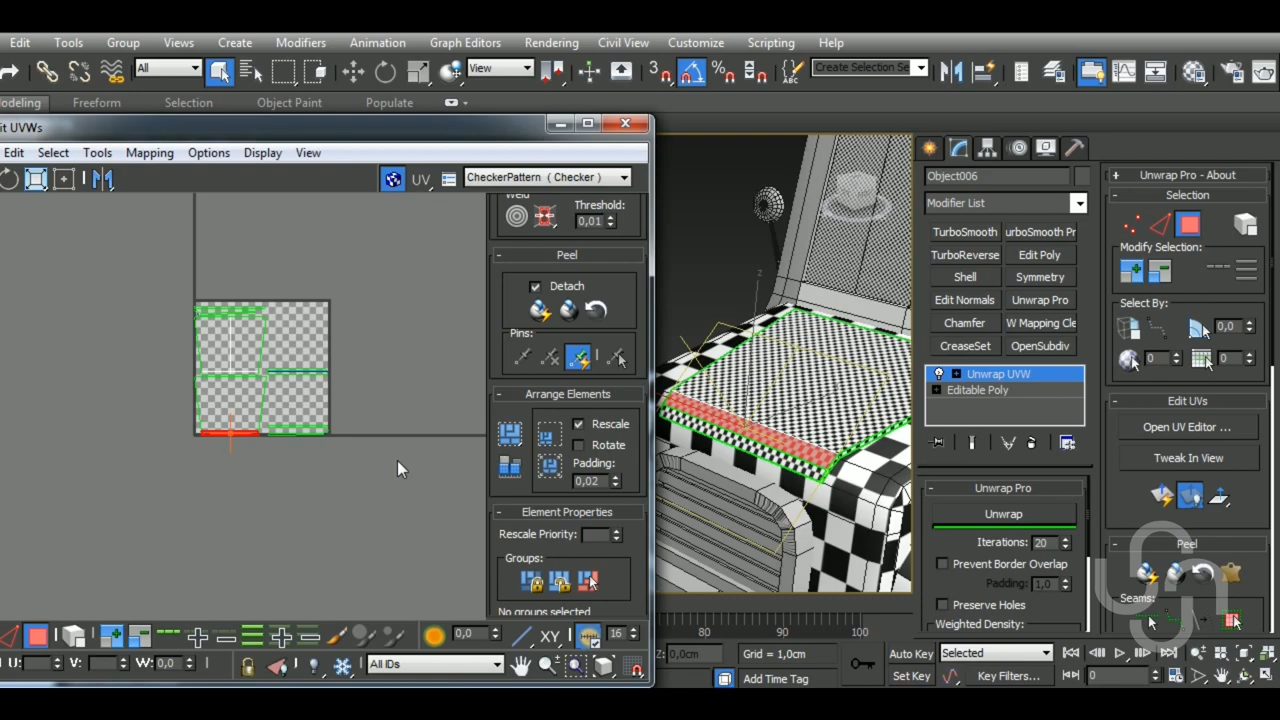 Edit Tools Group Views Create Modifiers Animation Graph Editors Rendering Civil View Customize Scripting Help
All View 3 % ABC Create Selection Se
odeling Freeform Selection Object Paint Populate
it UVWs
Edit Select Tools Mapping Options Display View
UV CheckerPattern ( Checker )
Weld
Threshold:
0,01
- Peel
Detach
Pins:
- Arrange Elements
Rescale
Rotate
Padding:
0,02
- Element Properties
Rescale Priority:
Groups:
No groups selected
0,0 XY 16
U: V: W: 0,0 All IDs
z
Object006
Modifier List
TurboSmooth urboSmooth Pr
TurboReverse Edit Poly
Shell Symmetry
Edit Normals Unwrap Pro
Chamfer W Mapping Cle
CreaseSet OpenSubdiv
+ Unwrap UVW
+ Editable Poly
- Unwrap Pro
Unwrap
Iterations: 20
Prevent Border Overlap
Padding: 1,0
Preserve Holes
Weighted Density:
+ Unwrap Pro - About
- Selection
Modify Selection:
Select By:
0,0
0 0
- Edit UVs
Open UV Editor ...
Tweak In View
- Peel
Seams:
80 90 100
Z: 0,0cm Grid = 1,0cm Auto Key Selected
Add Time Tag Set Key Key Filters... 0